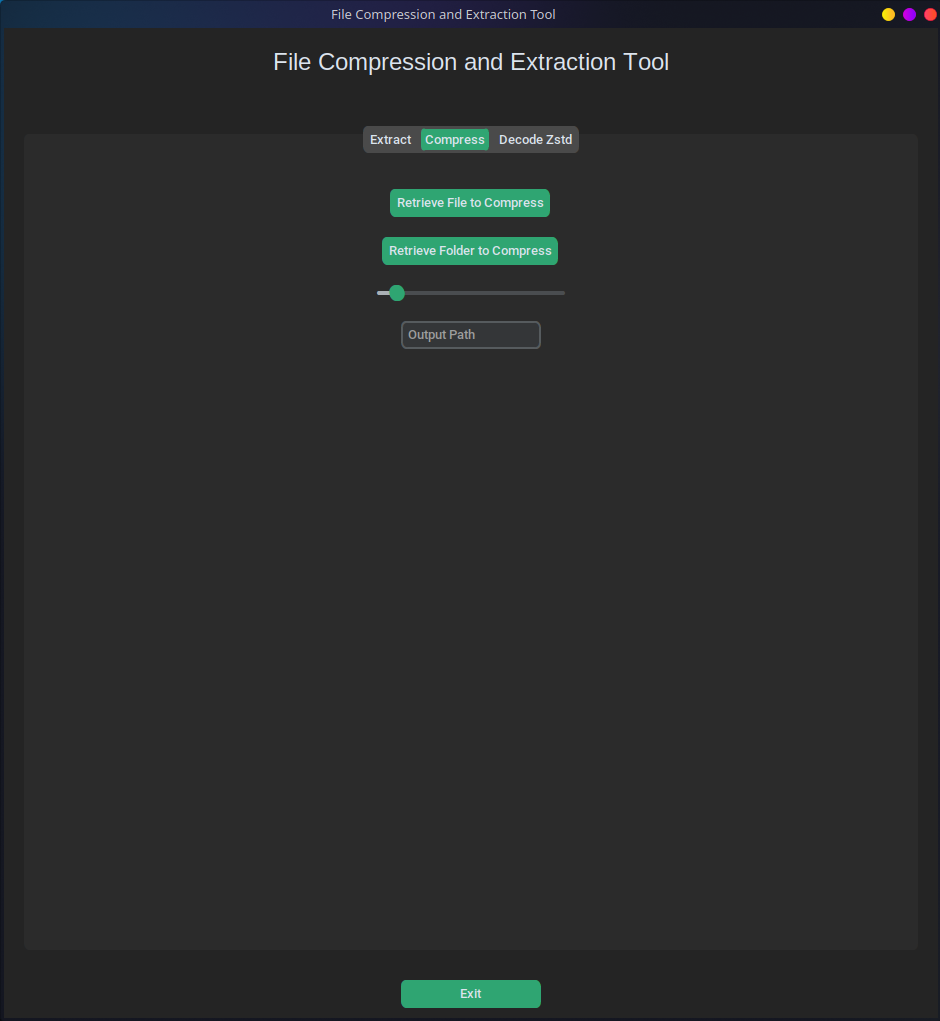 File Compression and Extraction Tool
File Compression and Extraction Tool
Extract Compress Decode Zstd
Retrieve File to Compress
Retrieve Folder to Compress
Output Path
Exit